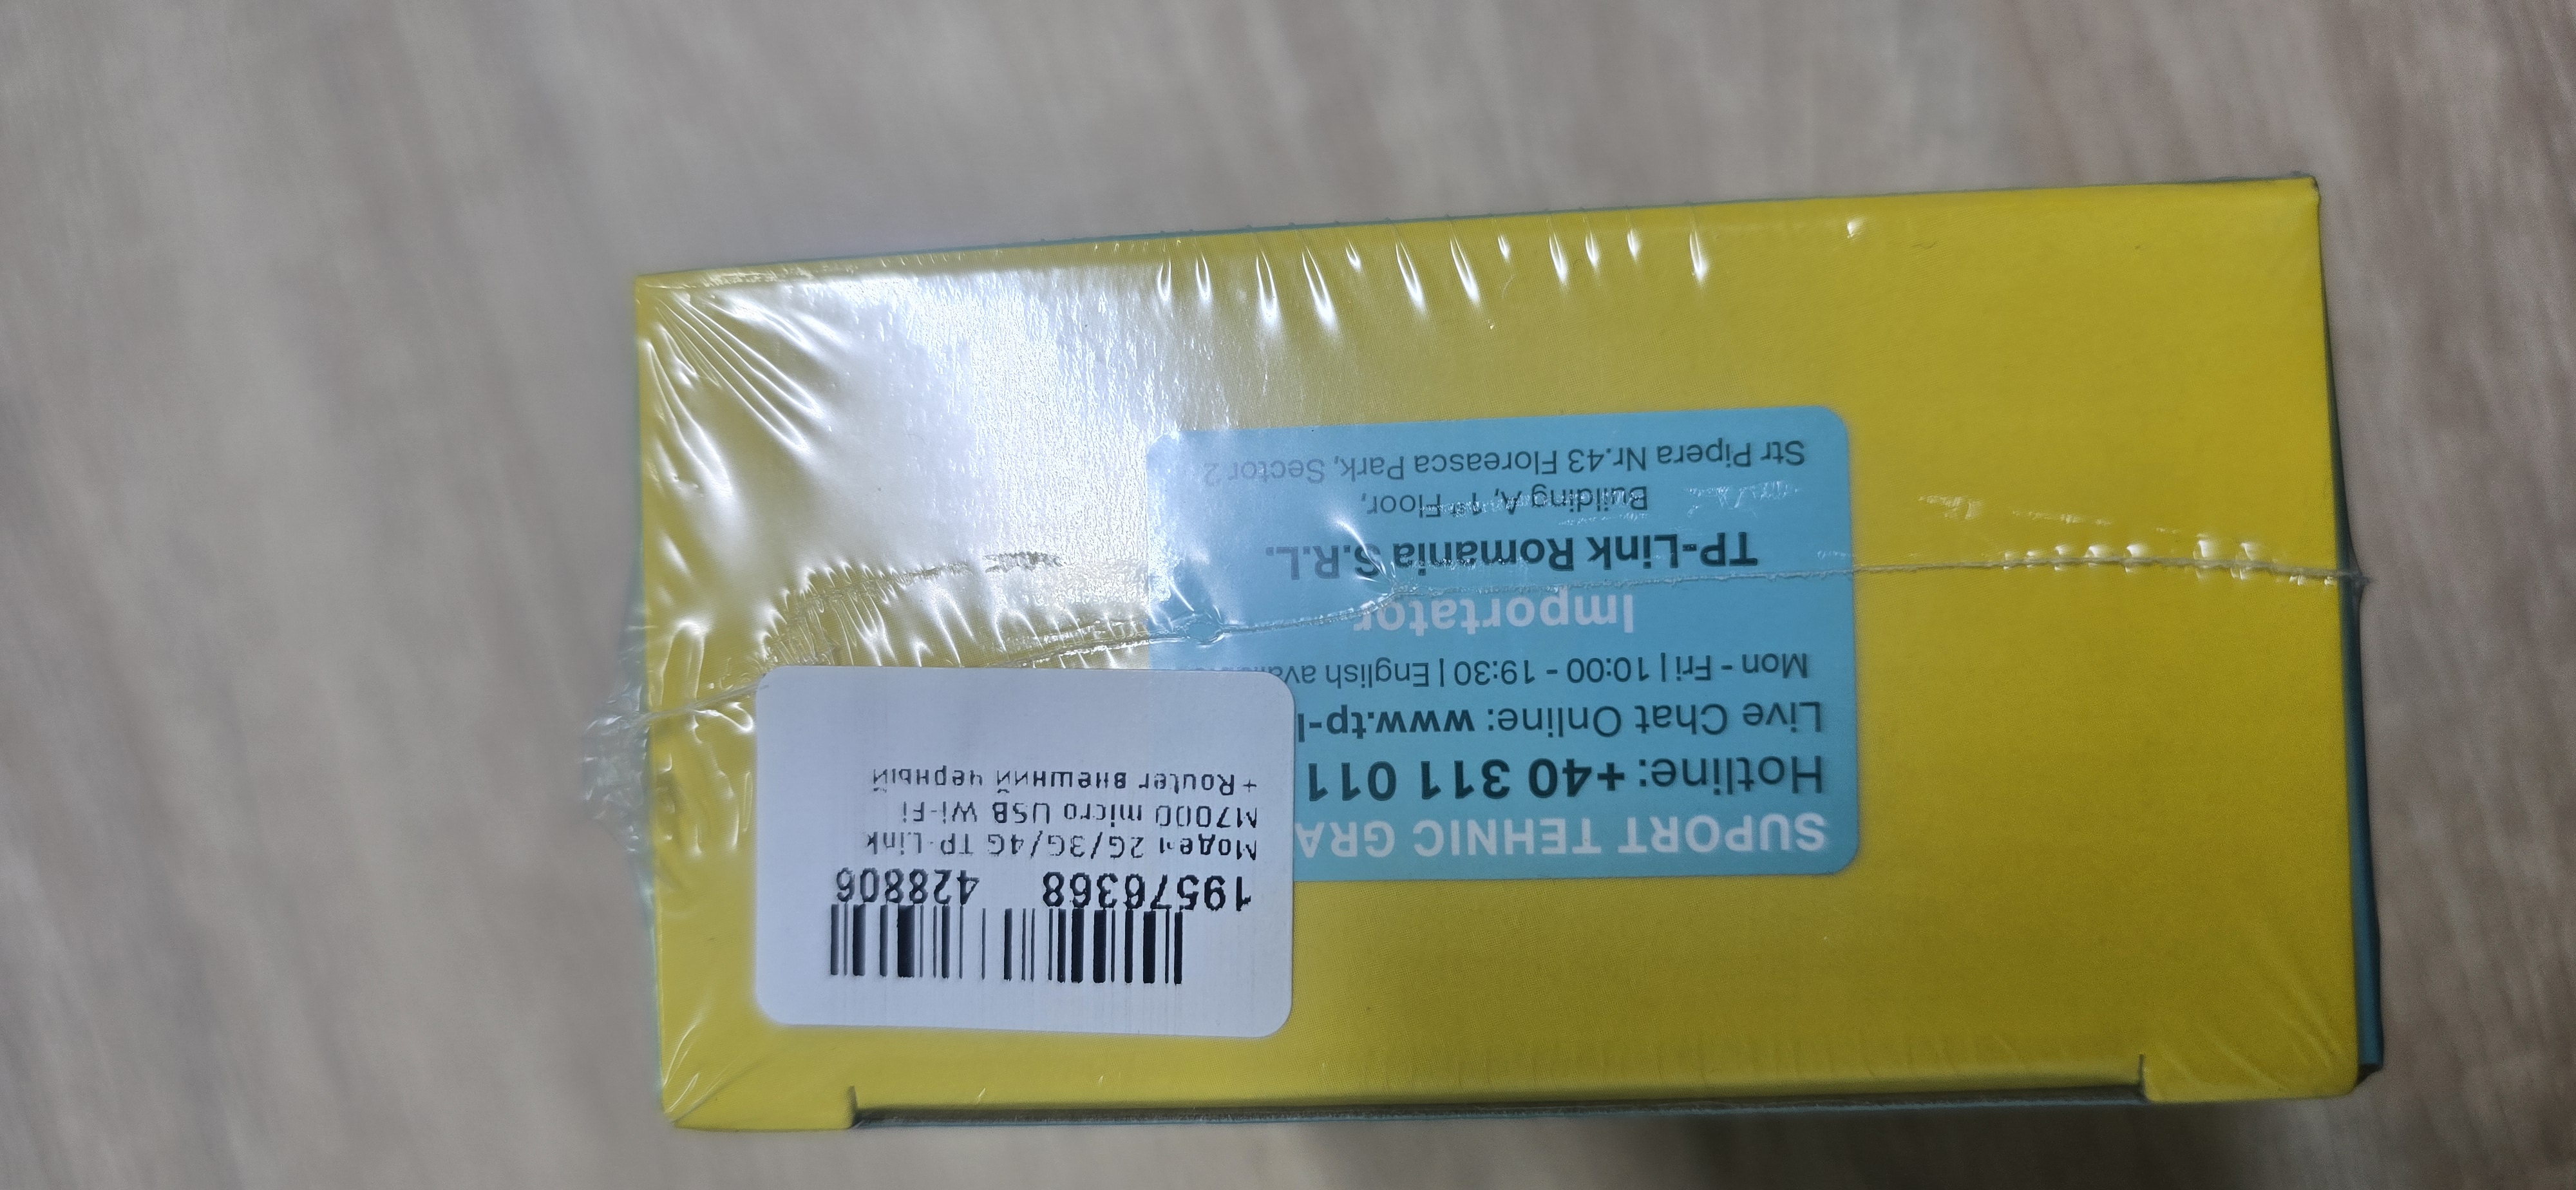 SUPORT TEHNIC GRA
Hotline: +40 311 011
Live Chat Online: www.tp-l
Mon - Fri | 10:00 - 19:30 | English
Importator
TP-Link Romania S.R.L.
Building A, 1st Floor,
Str Pipera Nr.43 Floreasca Park, Sector 2
19576368 428806
Модем 2G/3G/4G TP-Link
M7000 micro USB Wi-Fi
+ Router внешний черный